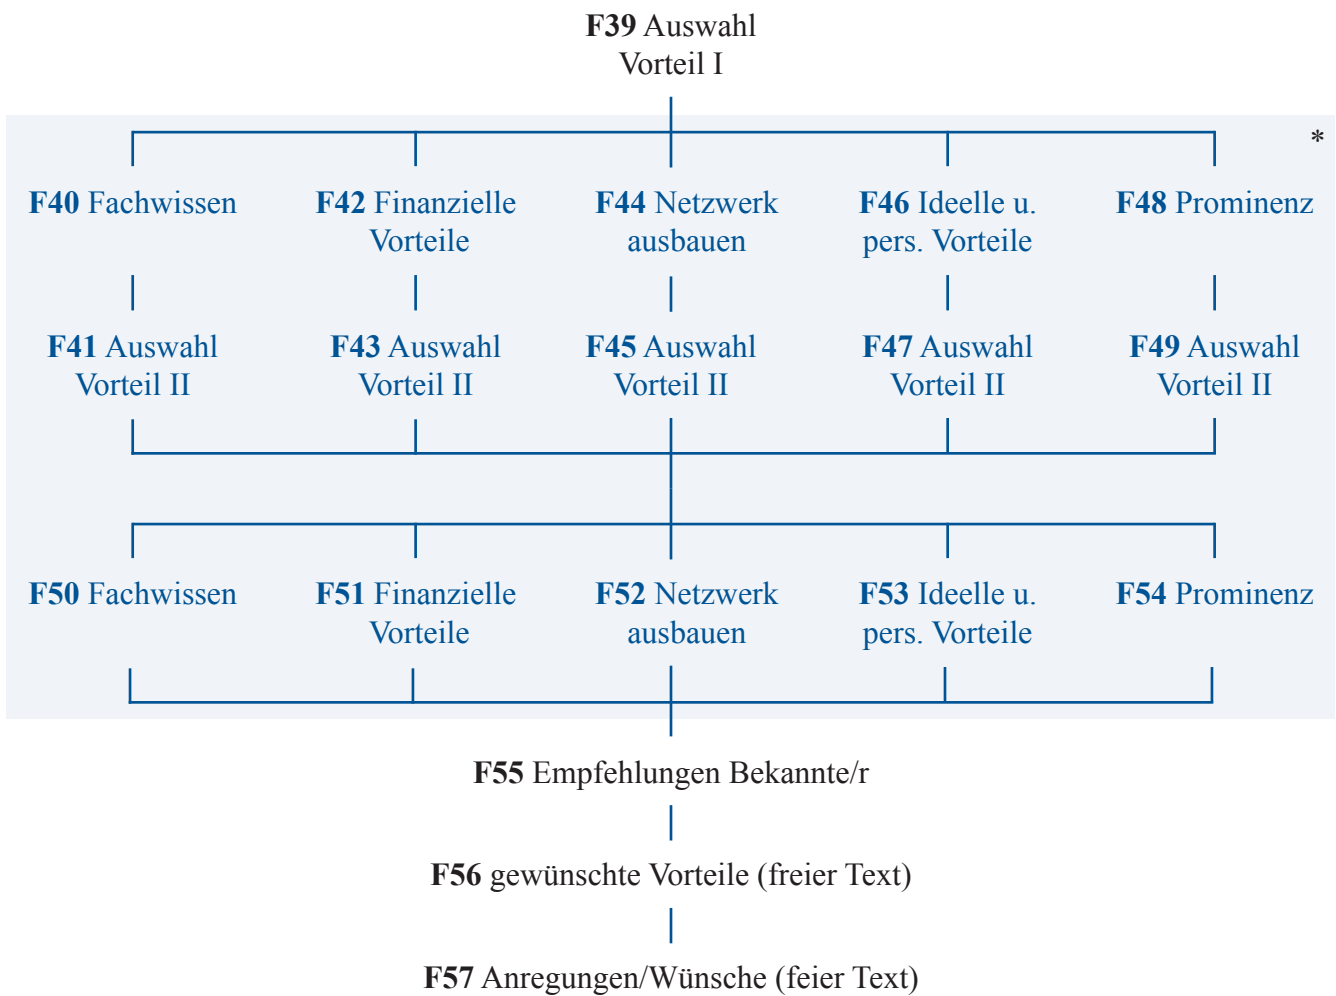 F39 Auswahl
Vorteil I
*
F40 Fachwissen
F42 Finanzielle
Vorteile
F44 Netzwerk
ausbauen
F46 Ideelle u.
pers. Vorteile
F48 Prominenz
F41 Auswahl
Vorteil II
F43 Auswahl
Vorteil II
F45 Auswahl
Vorteil II
F47 Auswahl
Vorteil II
F49 Auswahl
Vorteil II
F50 Fachwissen
F51 Finanzielle
Vorteile
F52 Netzwerk
ausbauen
F53 Ideelle u.
pers. Vorteile
F54 Prominenz
F55 Empfehlungen Bekannte/r
F56 gewünschte Vorteile (freier Text)
F57 Anregungen/Wünsche (feier Text)